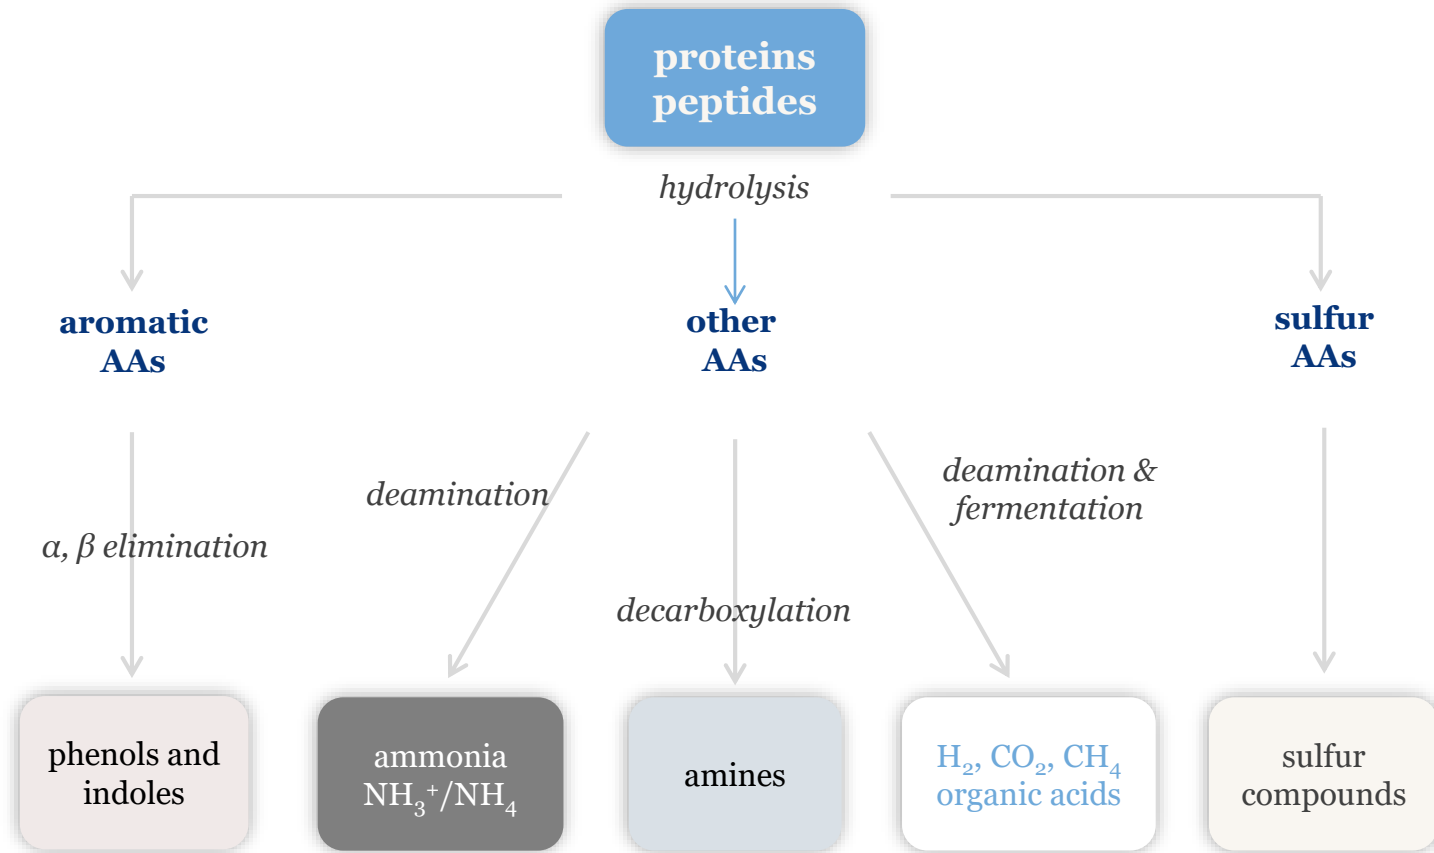 proteins
peptides
hydrolysis
aromatic
AAs
other
AAs
sulfur
AAs
deamination
deamination &
fermentation
α, β elimination
decarboxylation
phenols and
indoles
ammonia
NH₃⁺/NH₄
amines
H₂, CO₂, CH₄
organic acids
sulfur
compounds